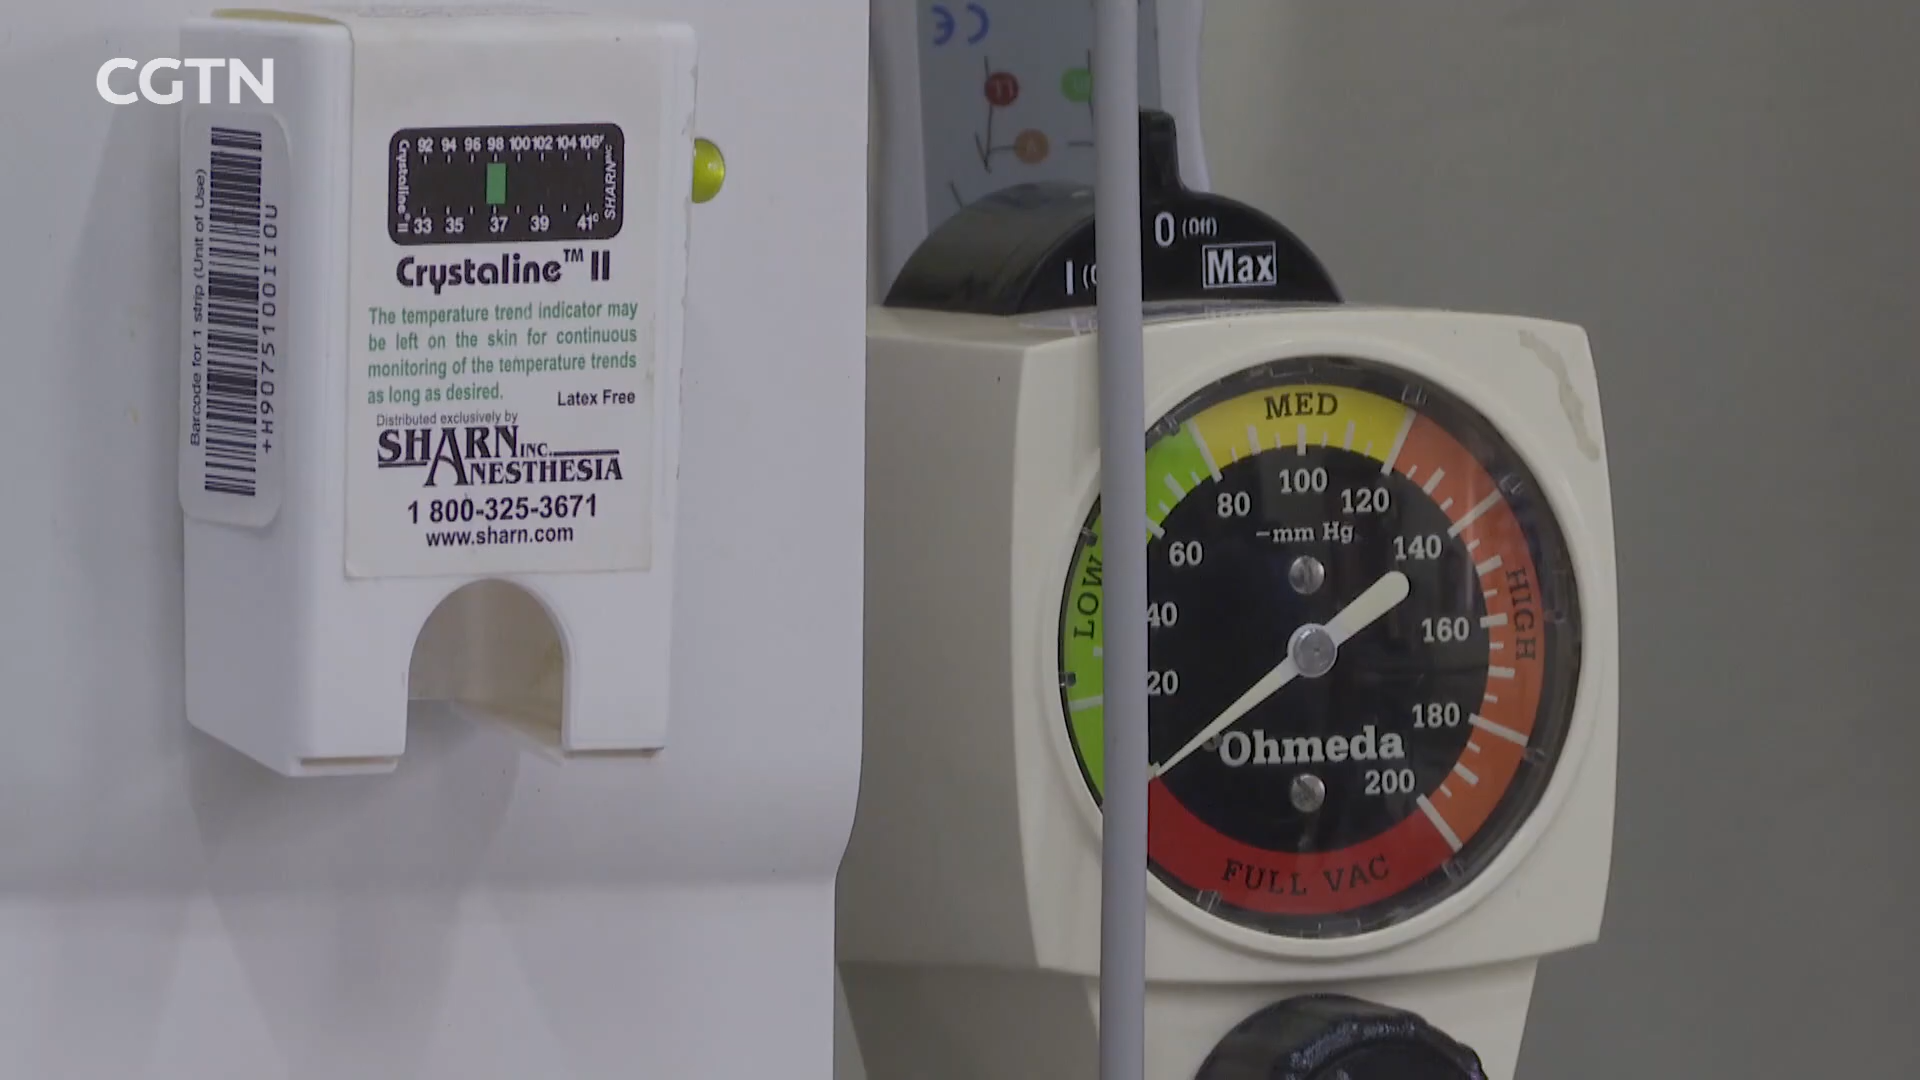 CGTN
Barcode for 1 strip (Unit of Use)
+H907510011OU
92 94 96 98 100 102 104 106F
Crystaline II
SHARN INC
33 35 37 39 41°
Crystaline™ II
The temperature trend indicator may
be left on the skin for continuous
monitoring of the temperature trends
as long as desired.
Latex Free
Distributed exclusively by
SHARN INC.
ANESTHESIA
1 800-325-3671
www.sharn.com
CE
O (Off)
I
Max
LOW
MED
HIGH
FULL VAC
20
40
60
80
100
120
140
160
180
200
-mm Hg
Ohmeda